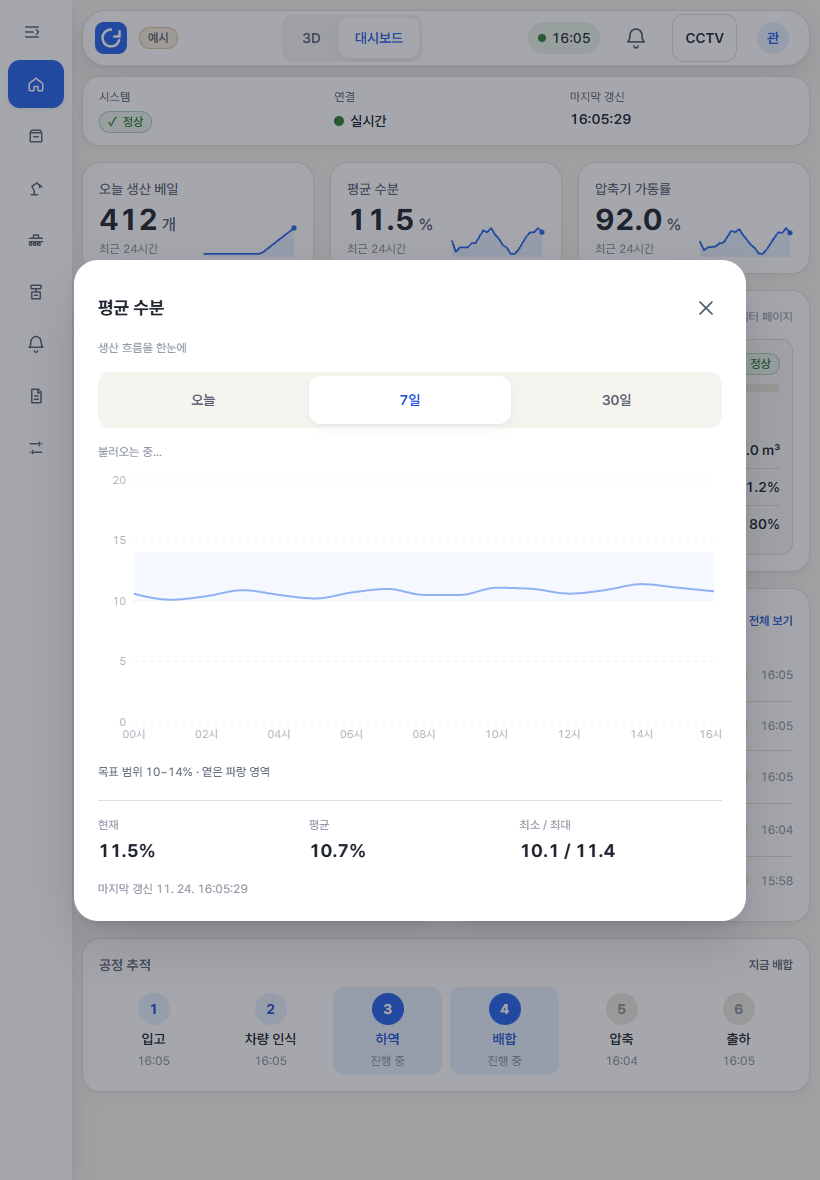 예시
3D
대시보드
16:05
CCTV
관
시스템
✓ 정상
연결
실시간
마지막 갱신
16:05:29
오늘 생산 베일
412 개
최근 24시간
평균 수분
11.5 %
최근 24시간
압축기 가동률
92.0 %
최근 24시간
평균 수분
생산 흐름을 한눈에
오늘
7일
30일
불러오는 중...
20
15
10
5
0
00시
02시
04시
06시
08시
10시
12시
14시
16시
목표 범위 10~14% · 옅은 파랑 영역
현재
11.5%
평균
10.7%
최소 / 최대
10.1 / 11.4
마지막 갱신 11. 24. 16:05:29
페이지
정상
.0 m³
1.2%
80%
전체 보기
16:05
16:05
16:05
16:04
15:58
공정 추적
지금 배합
1
입고
16:05
2
차량 인식
16:05
3
하역
진행 중
4
배합
진행 중
5
압축
16:04
6
출하
16:05